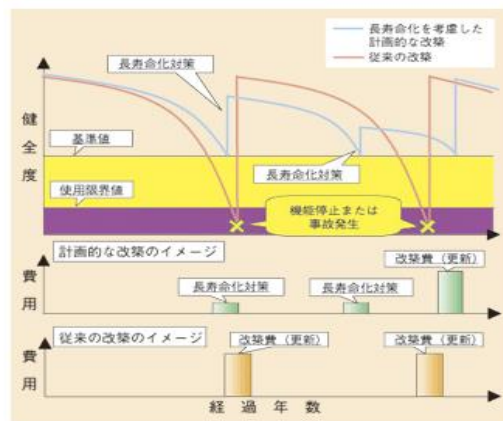 長寿命化を考慮した
計画的な改築
従来の改築
長寿命化対策
健全度
基準値
長寿命化対策
使用限界値
機能停止または
事故発生
計画的な改築のイメージ
改築費（更新）
費用
長寿命化対策
長寿命化対策
従来の改築のイメージ
改築費（更新）
改築費（更新）
費用
経過年数